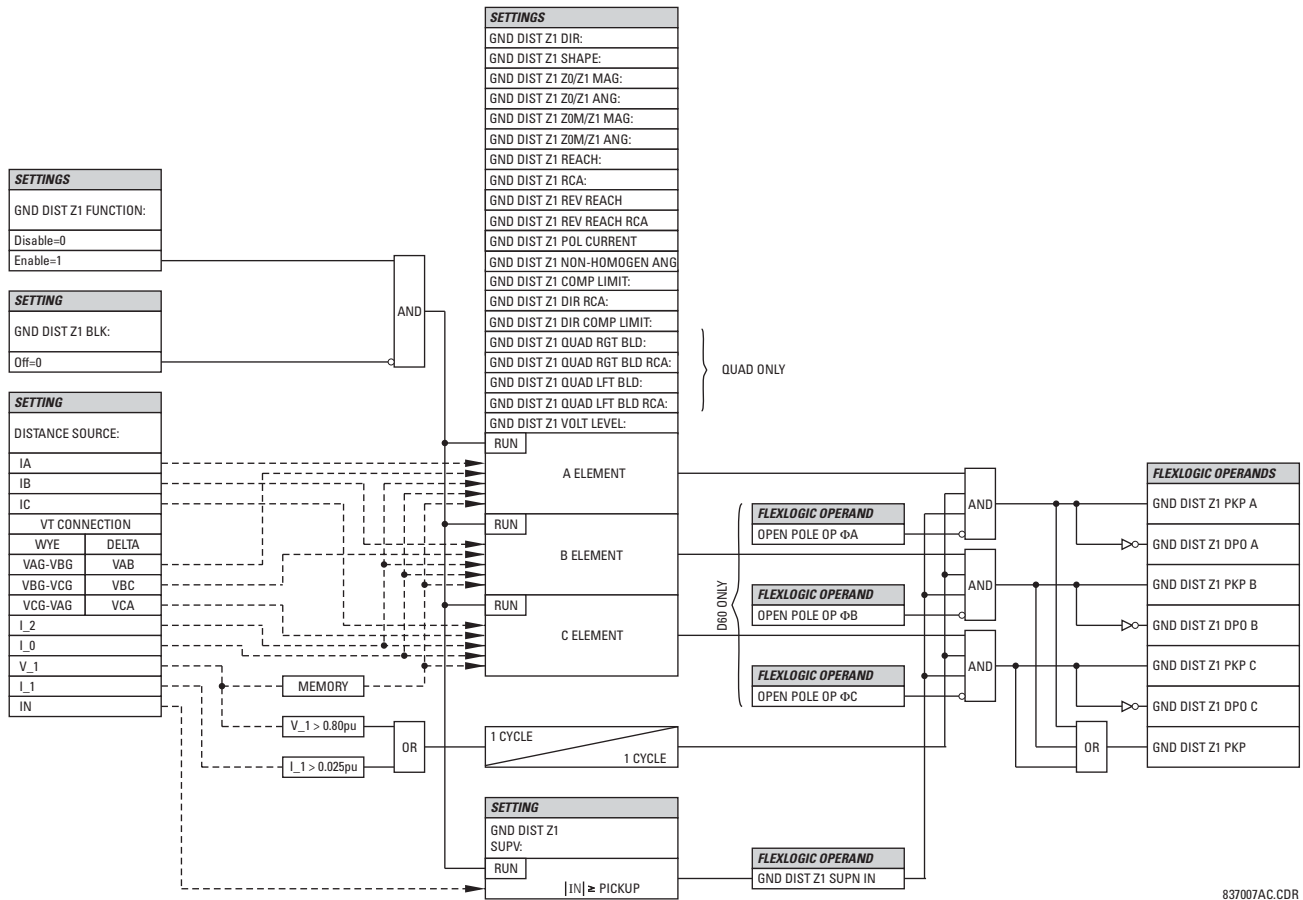 SETTINGS
GND DIST Z1 DIR:
GND DIST Z1 SHAPE:
GND DIST Z1 Z0/Z1 MAG:
GND DIST Z1 Z0/Z1 ANG:
GND DIST Z1 Z0M/Z1 MAG:
GND DIST Z1 Z0M/Z1 ANG:
GND DIST Z1 REACH:
GND DIST Z1 RCA:
GND DIST Z1 REV REACH
GND DIST Z1 REV REACH RCA
GND DIST Z1 POL CURRENT
GND DIST Z1 NON-HOMOGEN ANG
GND DIST Z1 COMP LIMIT:
GND DIST Z1 DIR RCA:
GND DIST Z1 DIR COMP LIMIT:
GND DIST Z1 QUAD RGT BLD:
GND DIST Z1 QUAD RGT BLD RCA:
GND DIST Z1 QUAD LFT BLD:
GND DIST Z1 QUAD LFT BLD RCA:
GND DIST Z1 VOLT LEVEL:
QUAD ONLY
SETTINGS
GND DIST Z1 FUNCTION:
Disable=0
Enable=1
SETTING
GND DIST Z1 BLK:
Off=0
AND
SETTING
DISTANCE SOURCE:
IA
IB
IC
VT CONNECTION
WYE DELTA
VAG-VBG VAB
VBG-VCG VBC
VCG-VAG VCA
I_2
I_0
V_1
I_1
IN
MEMORY
V_1 > 0.80pu
I_1 > 0.025pu
OR
RUN
A ELEMENT
RUN
B ELEMENT
RUN
C ELEMENT
1 CYCLE
1 CYCLE
SETTING
GND DIST Z1
SUPV:
RUN
|IN| ≥ PICKUP
D60 ONLY
FLEXLOGIC OPERAND
OPEN POLE OP ΦA
FLEXLOGIC OPERAND
OPEN POLE OP ΦB
FLEXLOGIC OPERAND
OPEN POLE OP ΦC
FLEXLOGIC OPERAND
GND DIST Z1 SUPN IN
AND
AND
AND
OR
FLEXLOGIC OPERANDS
GND DIST Z1 PKP A
GND DIST Z1 DPO A
GND DIST Z1 PKP B
GND DIST Z1 DPO B
GND DIST Z1 PKP C
GND DIST Z1 DPO C
GND DIST Z1 PKP
837007AC.CDR